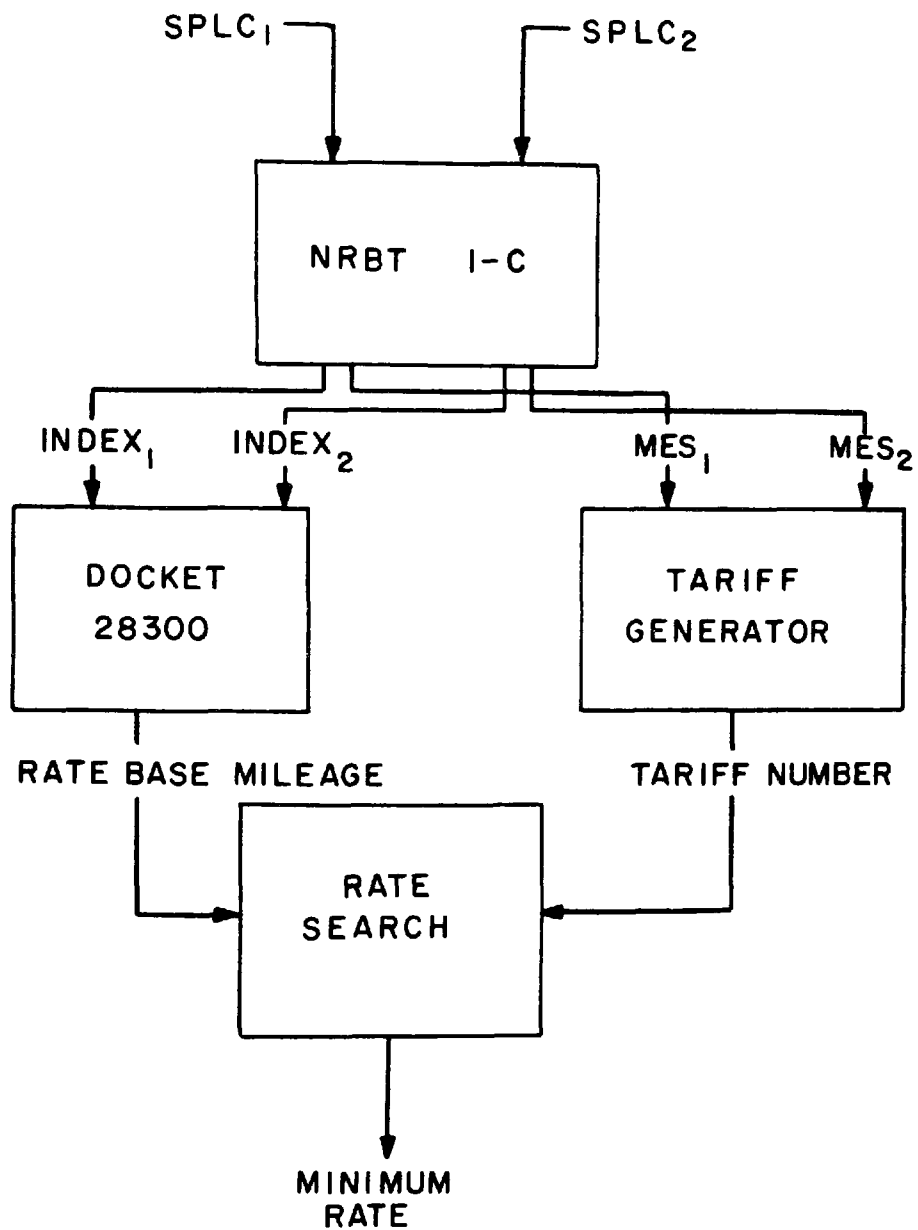 SPLC₁
SPLC₂
NRBT 1-C
INDEX₁
INDEX₂
MES₁
MES₂
DOCKET
28300
TARIFF
GENERATOR
RATE BASE MILEAGE
TARIFF NUMBER
RATE
SEARCH
MINIMUM
RATE